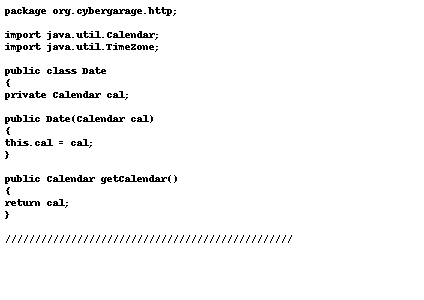 package org.cybergarage.http;
import java.util.Calendar;
import java.util.TimeZone;
public class Date
{
private Calendar cal;
public Date(Calendar cal)
{
this.cal = cal;
}
public Calendar getCalendar()
{
return cal;
}
////////////////////////////////////////////////